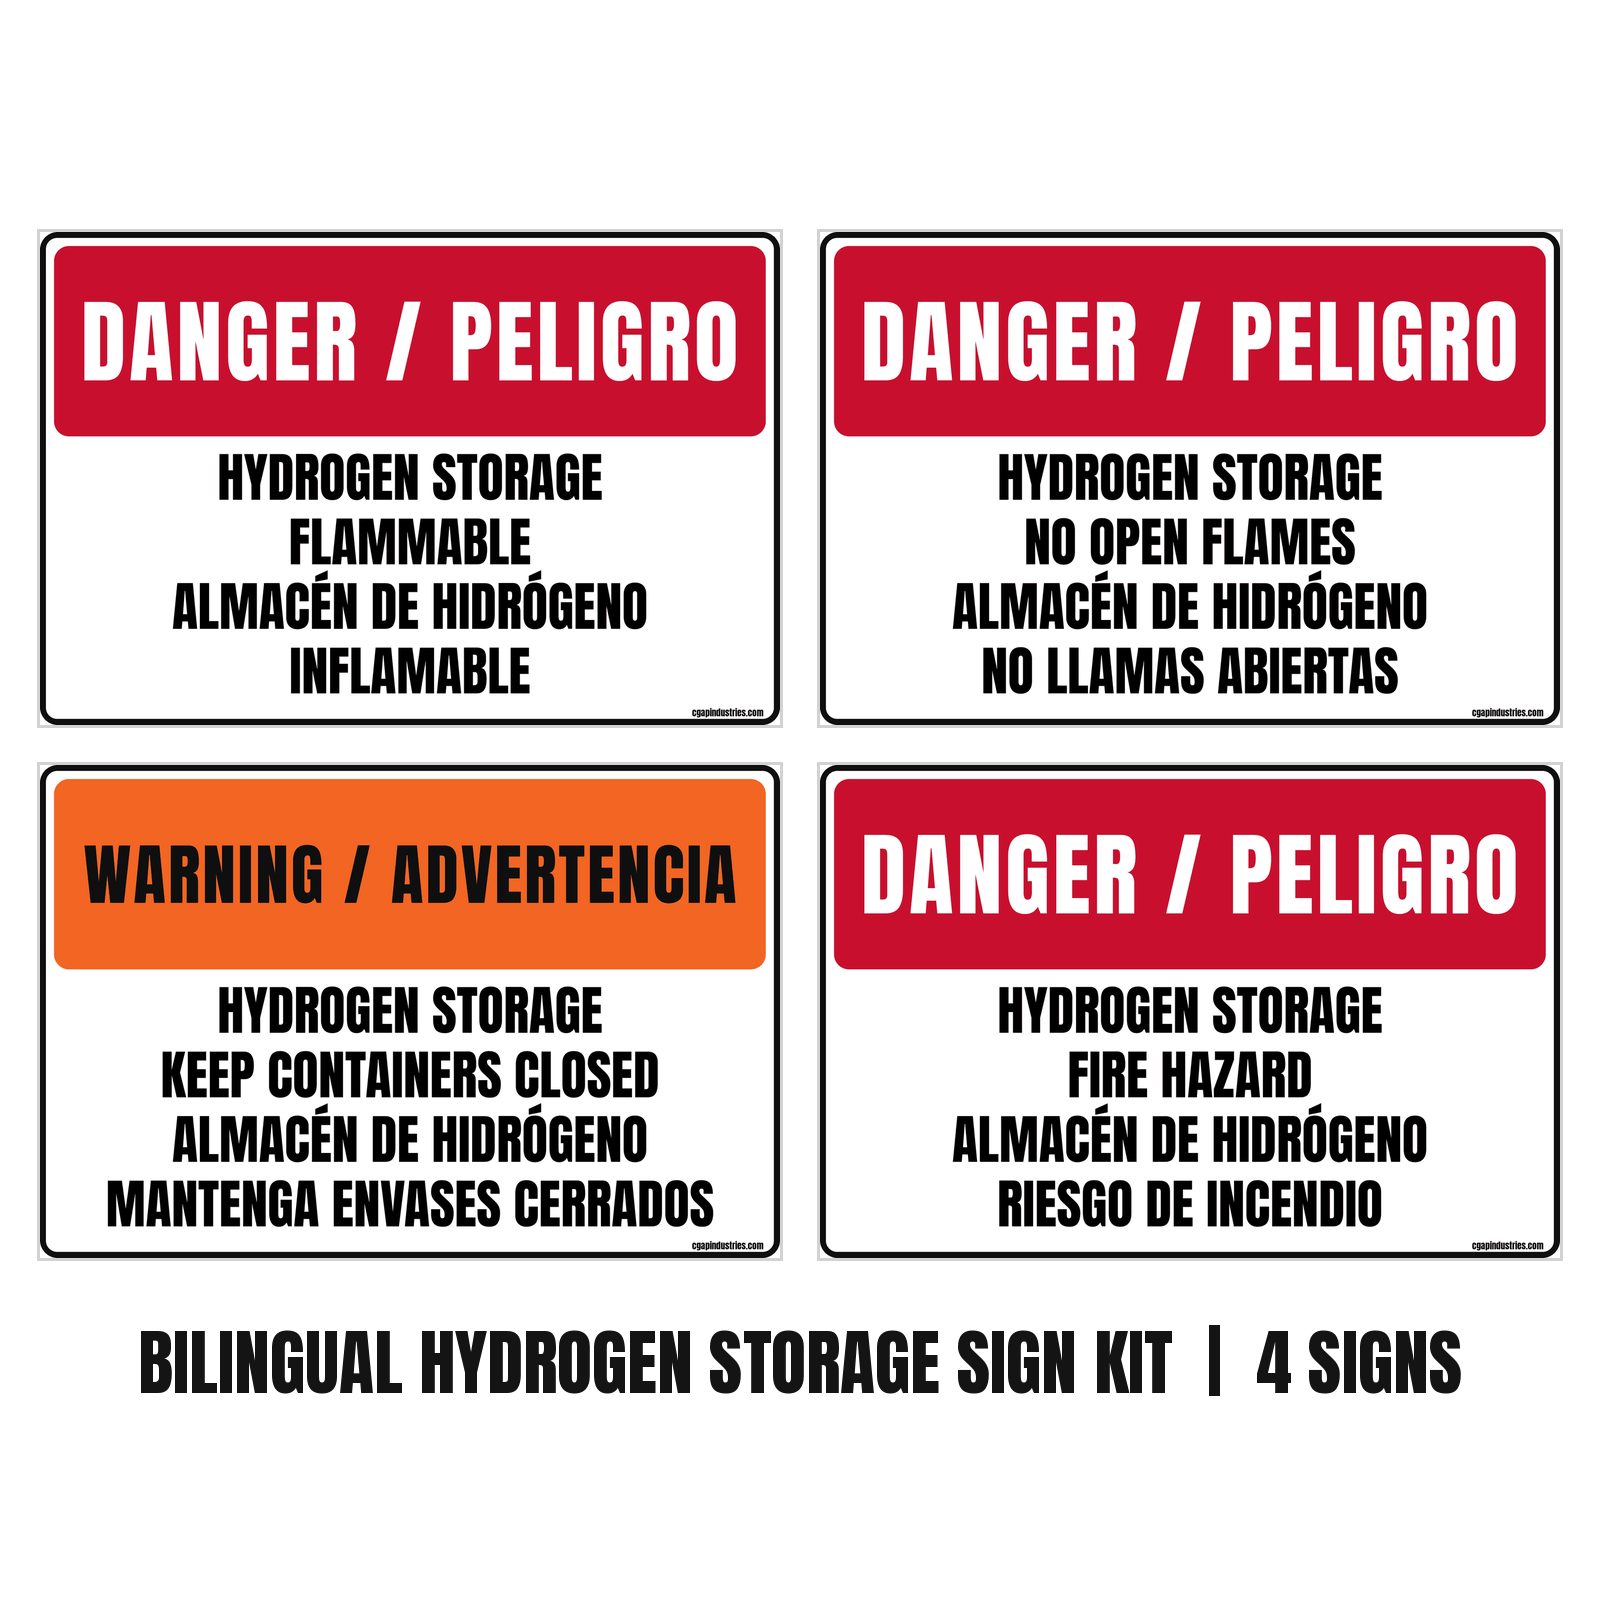 DANGER / PELIGRO
HYDROGEN STORAGE
FLAMMABLE
ALMACÉN DE HIDRÓGENO
INFLAMABLE
cgapindustries.com
DANGER / PELIGRO
HYDROGEN STORAGE
NO OPEN FLAMES
ALMACÉN DE HIDRÓGENO
NO LLAMAS ABIERTAS
cgapindustries.com
WARNING / ADVERTENCIA
HYDROGEN STORAGE
KEEP CONTAINERS CLOSED
ALMACÉN DE HIDRÓGENO
MANTENGA ENVASES CERRADOS
cgapindustries.com
DANGER / PELIGRO
HYDROGEN STORAGE
FIRE HAZARD
ALMACÉN DE HIDRÓGENO
RIESGO DE INCENDIO
cgapindustries.com
BILINGUAL HYDROGEN STORAGE SIGN KIT | 4 SIGNS